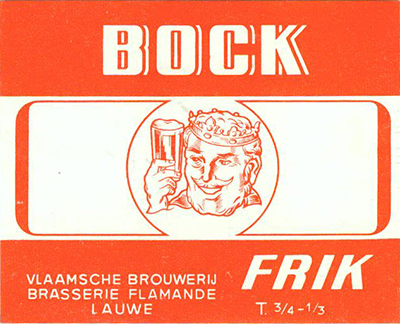 BOCK
VLAAMSCHE BROUWERIJ
BRASSERIE FLAMANDE
LAUWE
FRIK
T. 3/4 - 1/3